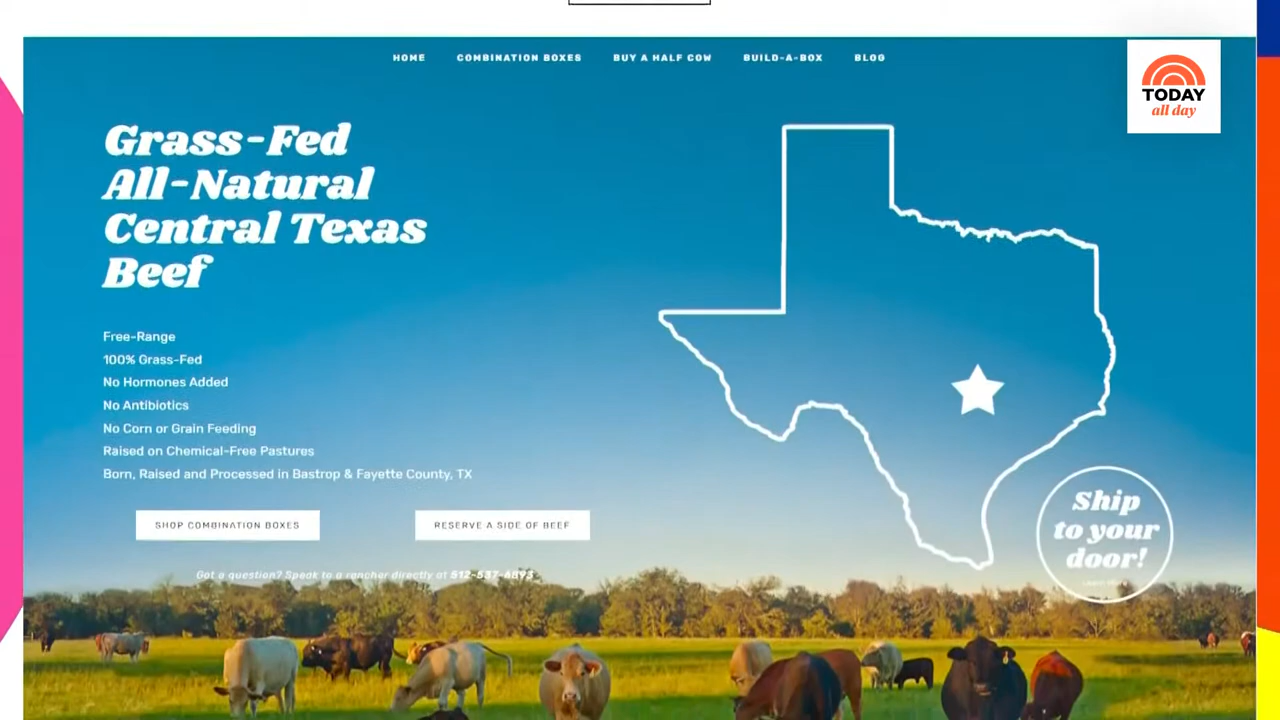 HOME COMBINATION BOXES BUY A HALF COW BUILD-A-BOX BLOG
TODAY
all day
Grass-Fed
All-Natural
Central Texas
Beef
Free-Range
100% Grass-Fed
No Hormones Added
No Antibiotics
No Corn or Grain Feeding
Raised on Chemical-Free Pastures
Born, Raised and Processed in Bastrop & Fayette County, TX
SHOP COMBINATION BOXES
RESERVE A SIDE OF BEEF
Got a question? Speak to a rancher directly at
Ship
to your
door!